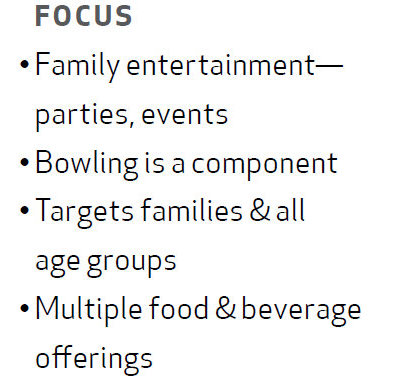 FOCUS
• Family entertainment—
parties, events
• Bowling is a component
• Targets families & all
age groups
• Multiple food & beverage
offerings